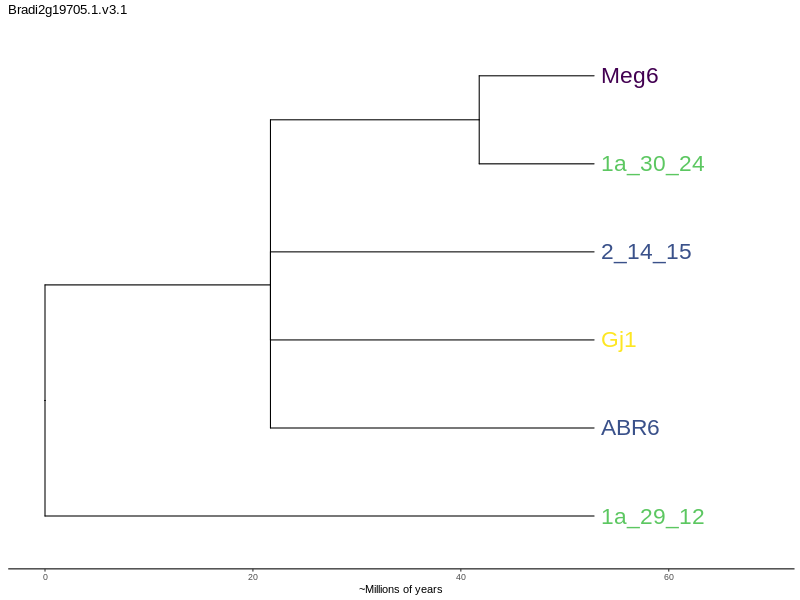 Bradi2g19705.1.v3.1
Meg6
1a_30_24
2_14_15
Gj1
ABR6
1a_29_12
0 20 40 60
~Millions of years